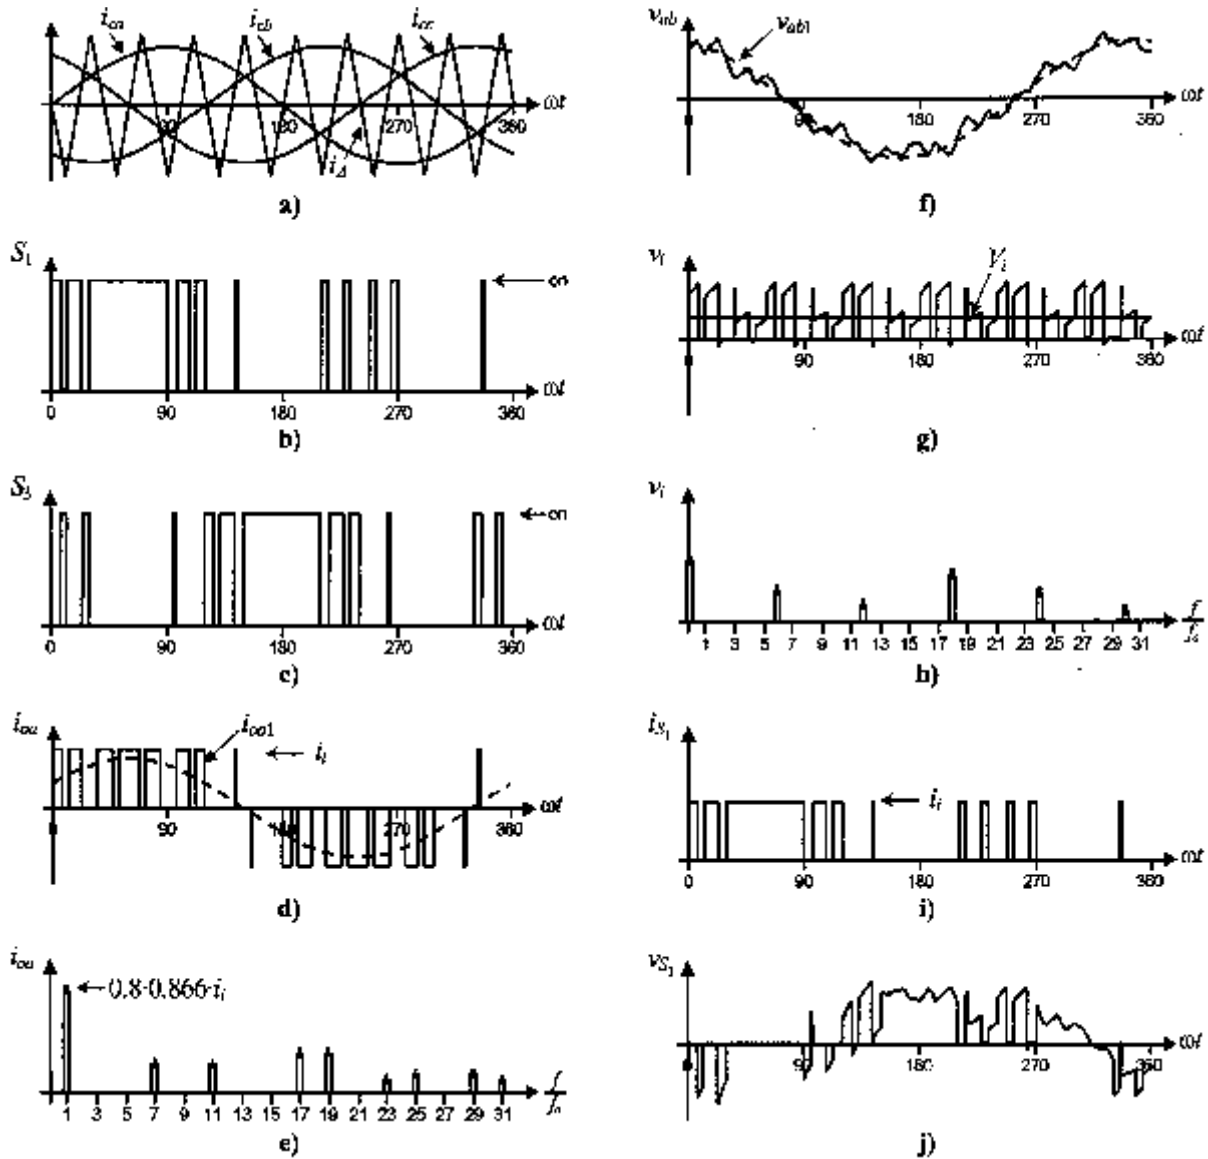 i_ca i_cb i_cc
ωt
90 180 270 360
i_Δ
a)
S_1
on
ωt
0 90 180 270 360
b)
S_3
on
ωt
0 90 180 270 360
c)
i_oa
i_oa1
i_i
ωt
90 180 270 360
d)
i_oa
0.8·0.866·i_i
1 3 5 7 9 11 13 15 17 19 21 23 25 27 29 31
f
f_o
e)
v_ab
v_ab1
ωt
0 90 180 270 360
f)
v_i
V_i
ωt
0 90 180 270 360
g)
v_i
1 3 5 7 9 11 13 15 17 19 21 23 25 27 29 31
f
h)
i_S1
i_i
ωt
0 90 180 270 360
i)
v_S1
ωt
0 90 180 270 360
j)